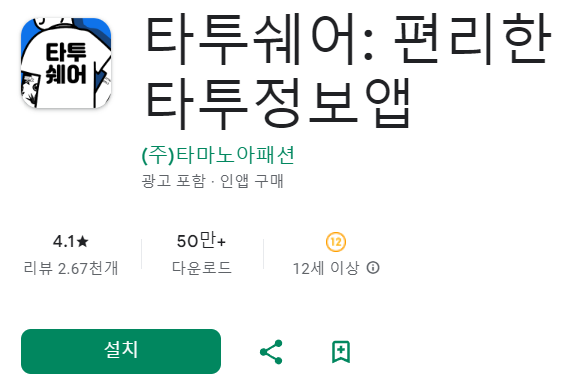 타투
쉐어
타투쉐어: 편리한
타투정보앱
(주)타마노아패션
광고 포함 · 인앱 구매
4.1★ 50만+ 12
리뷰 2.67천개 다운로드 12세 이상
설치